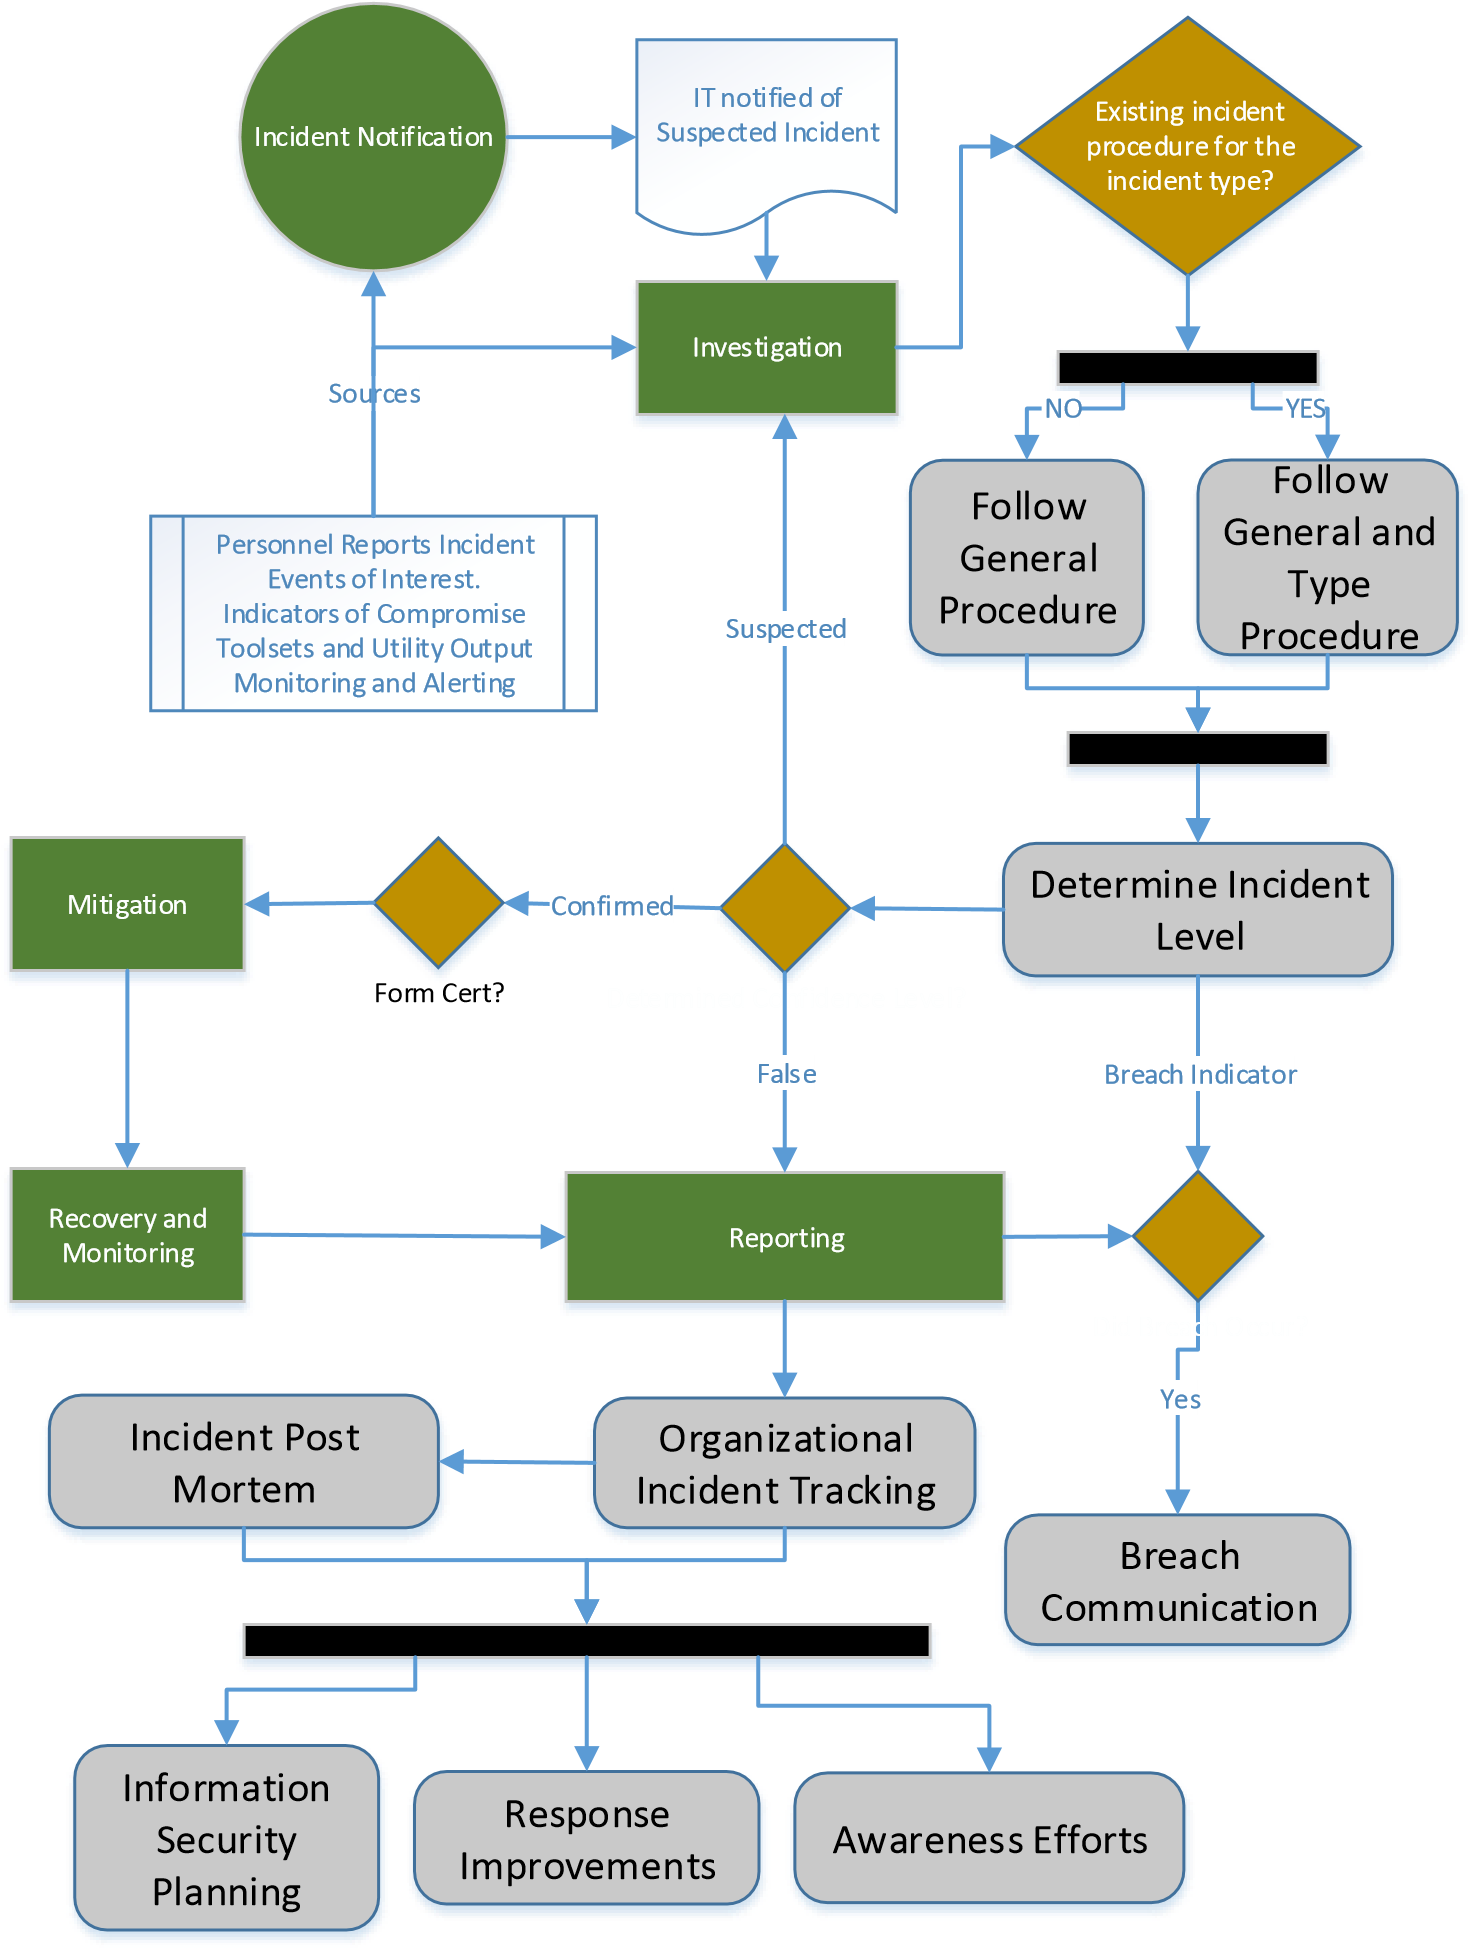 Incident Notification
IT notified of
Suspected Incident
Existing incident
procedure for the
incident type?
Investigation
Sources
NO
YES
Follow
General
Procedure
Follow
General and
Type
Procedure
Personnel Reports Incident
Events of Interest.
Indicators of Compromise
Toolsets and Utility Output
Monitoring and Alerting
Suspected
Mitigation
Confirmed
Form Cert?
Determine Incident
Level
False
Breach Indicator
Recovery and
Monitoring
Reporting
Yes
Incident Post
Mortem
Organizational
Incident Tracking
Breach
Communication
Information
Security
Planning
Response
Improvements
Awareness Efforts